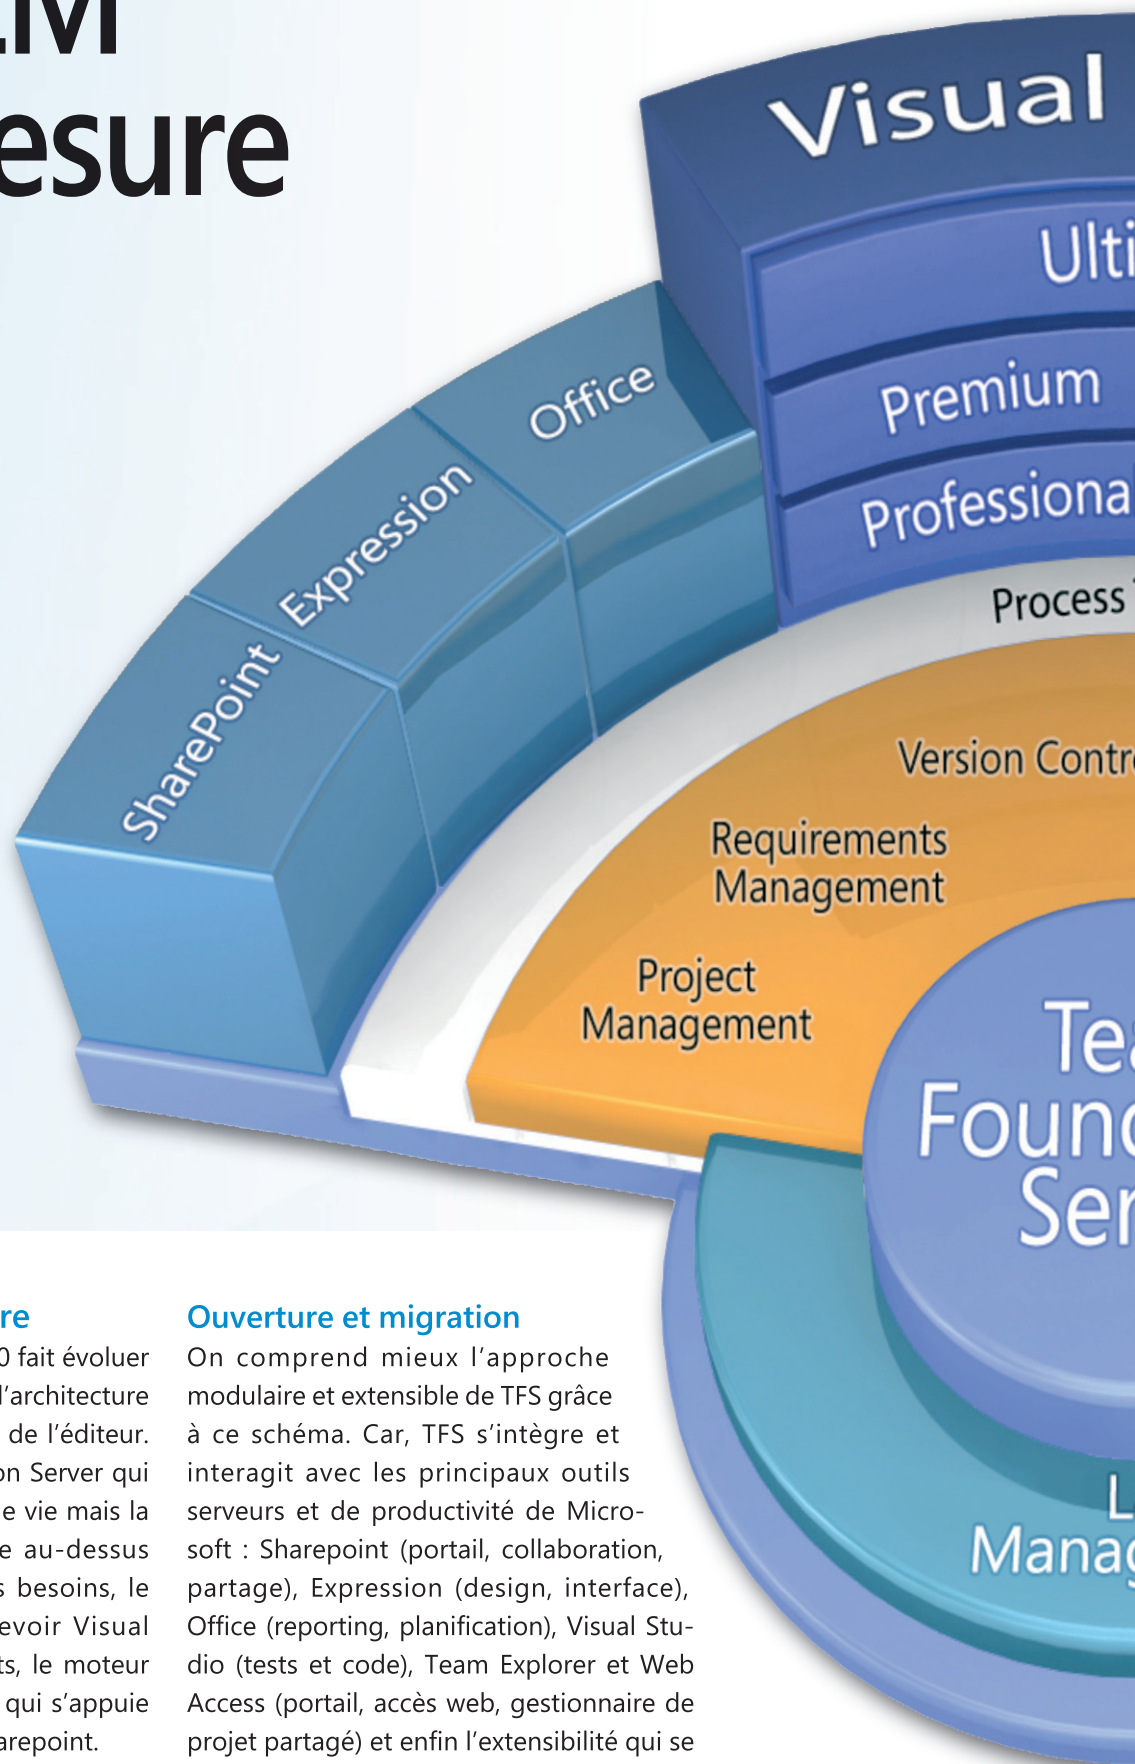 esure
Visual
Ulti
Premium
Professiona
Office
Expression
SharePoint
Process
Version Contr
Requirements
Management
Project
Management
Tea
Found
Ser
Manag
re
0 fait évoluer
l’architecture
de l’éditeur.
on Server qui
e vie mais la
e au-dessus
s besoins, le
evoir Visual
ts, le moteur
qui s’appuie
arepoint.
Ouverture et migration
On comprend mieux l’approche
modulaire et extensible de TFS grâce
à ce schéma. Car, TFS s’intègre et
interagit avec les principaux outils
serveurs et de productivité de Micro-
soft : Sharepoint (portail, collaboration,
partage), Expression (design, interface),
Office (reporting, planification), Visual Stu-
dio (tests et code), Team Explorer et Web
Access (portail, accès web, gestionnaire de
projet partagé) et enfin l’extensibilité qui se